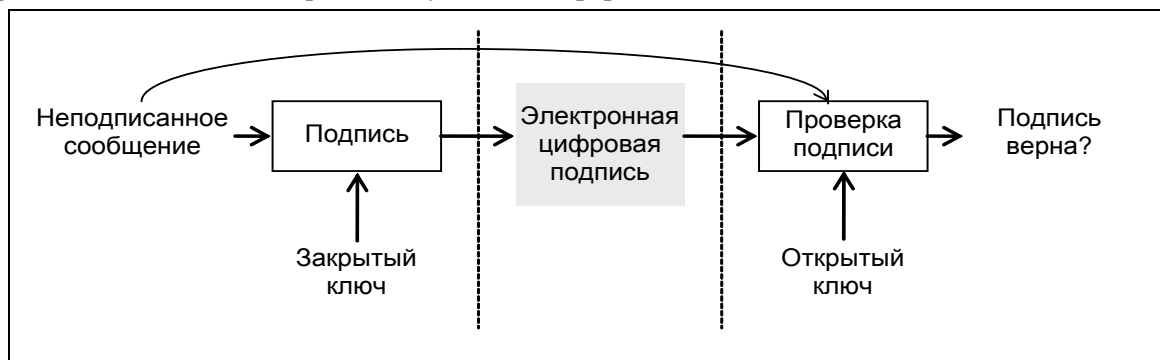 Неподписанное
сообщение
Подпись
Электронная
цифровая
подпись
Проверка
подписи
Подпись
верна?
Закрытый
ключ
Открытый
ключ